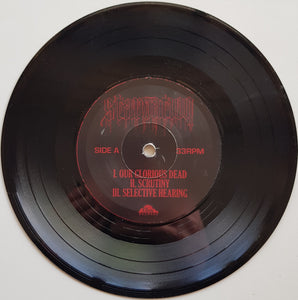 SIDE A
33RPM
I. OUR GLORIOUS DEAD
II. SCRUTINY
III. SELECTIVE HEARING